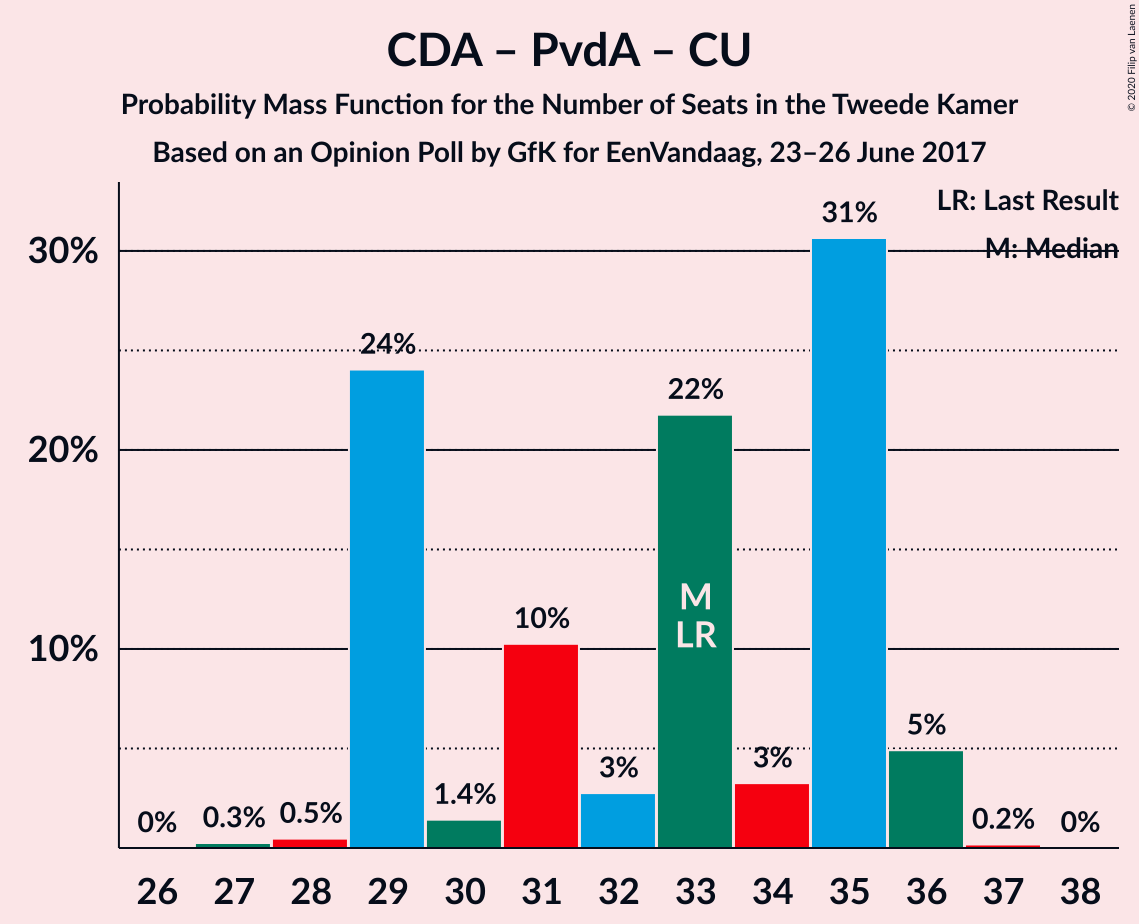 CDA – PvdA – CU
Probability Mass Function for the Number of Seats in the Tweede Kamer
Based on an Opinion Poll by GfK for EenVandaag, 23–26 June 2017
© 2020 Filip van Laenen
LR: Last Result
M: Median
30%
20%
10%
0%
0.3%
0.5%
24%
1.4%
10%
3%
22%
3%
31%
5%
0.2%
0%
M
LR
26 27 28 29 30 31 32 33 34 35 36 37 38